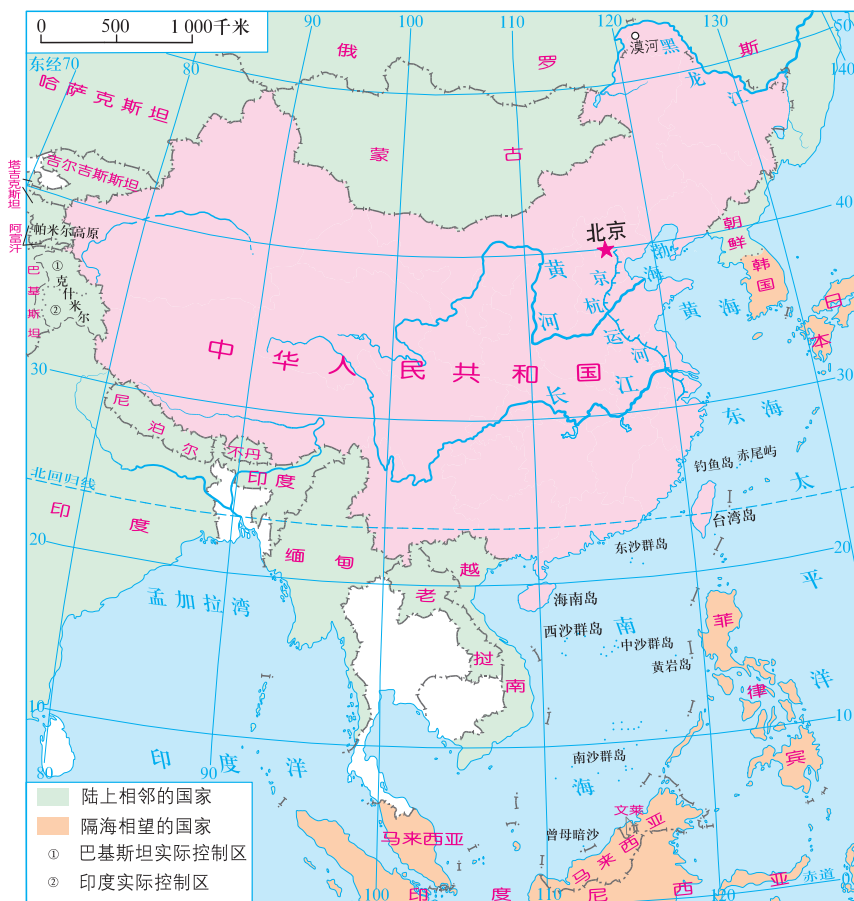 0 500 1 000千米
90 100 110 120 130 50
俄 罗 斯
漠河
黑 龙 江
东经70 80 140
哈萨克斯坦
蒙 古
吉尔吉斯斯坦
塔吉克斯坦
40
阿富汗
帕米尔高原
北京
朝鲜
渤海
巴基斯坦
①
克什米尔
②
黄河
京杭运河
韩国
日本
黄海
中华人民共和国
30 30
长江
尼泊尔
不丹
东海
钓鱼岛 赤尾屿
北回归线
印度
太平洋
印度
台湾岛
20 20
缅甸
越南
东沙群岛
老挝
孟加拉湾
海南岛
南海
西沙群岛
中沙群岛
黄岩岛
菲律宾
10 10
印度洋
南沙群岛
80 90
陆上相邻的国家
隔海相望的国家
① 巴基斯坦实际控制区
② 印度实际控制区
文莱
马来西亚
曾母暗沙
马来西亚
赤道 0
100 110 120
印度尼西亚